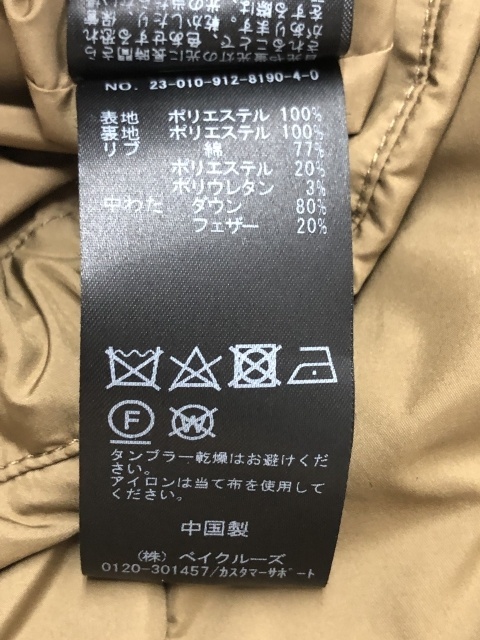 NO. 23-010-912-8190-4-0
表地 ポリエステル 100%
裏地 ポリエステル 100%
リブ 綿 77%
ポリエステル 20%
ポリウレタン 3%
中わた ダウン 80%
フェザー 20%
F W
タンブラー乾燥はお避けくだ
さい。
アイロンは当て布を使用して
ください。
中国製
(株) ベイクルーズ
0120-301457/カスタマーサポート